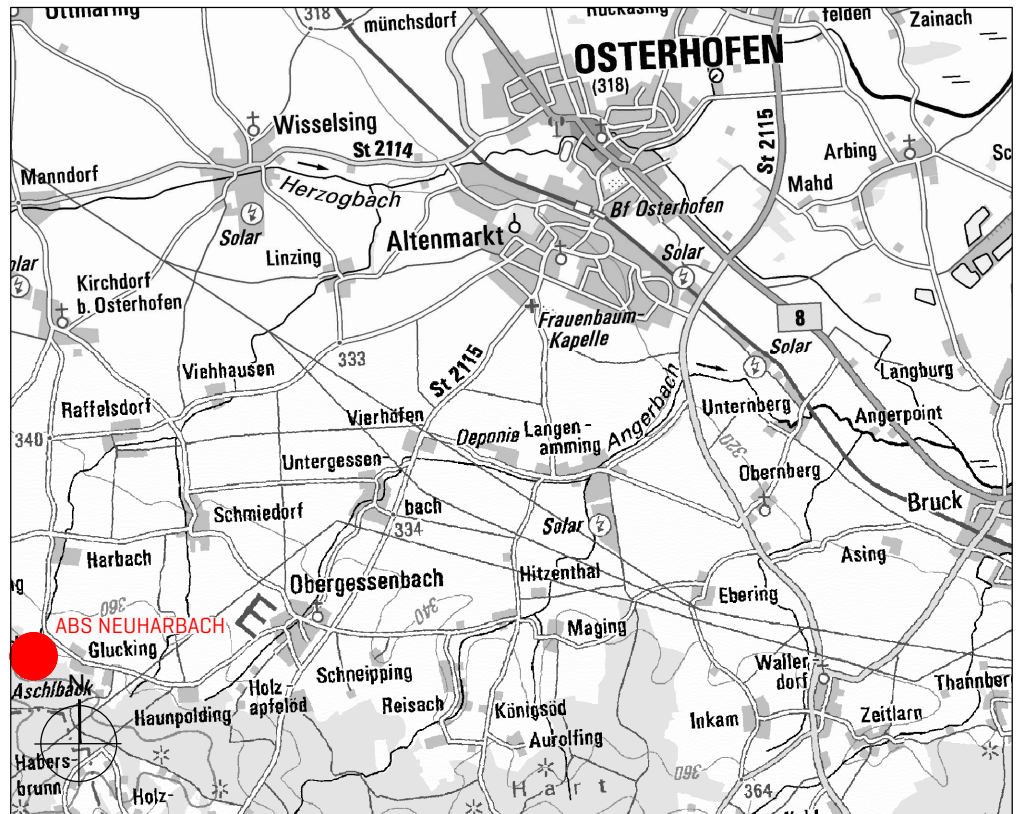 Ottmaring
318
münchsdorf
Ruckasing
felden
Zainach
OSTERHOFEN
(318)
St 2115
Wisselsing
St 2114
Arbing
Manndorf
Herzogbach
Mahd
Solar
Bf Osterhofen
Altenmarkt
Linzing
Solar
Kirchdorf
b. Osterhofen
Frauenbaum-
Kapelle
8
333
St 2115
Solar
Viehhausen
Langburg
Raffelsdorf
Vierhöfen
Angerbach
Unternberg
Angerpoint
340
Deponie
Langen-
amming
320
Untergessen-
bach
Obernberg
Schmiedorf
334
Solar
Bruck
Harbach
Asing
Hitzenthal
Obergessenbach
360
340
Ebering
E
ABS NEUHARBACH
Maging
Glucking
Schneipping
Waller
dorf
Aschlbäck
N
Holz
apfelöd
Thannberg
Haunpolding
Reisach
Königsöd
Inkam
Zeitlarn
Aurolfing
Habers-
brunn
Hart
360
364
Holz-